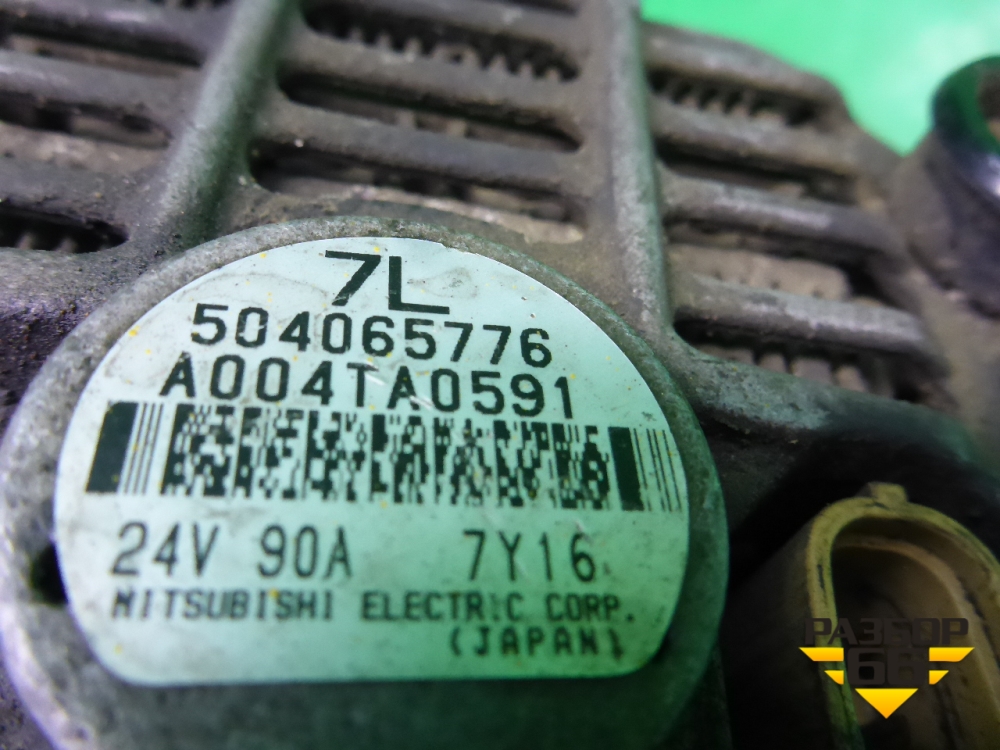 7L
504065776
A004TA0591
24V 90A 7Y16
MITSUBISHI ELECTRIC CORP.
(JAPAN)
РАЗБОР
66